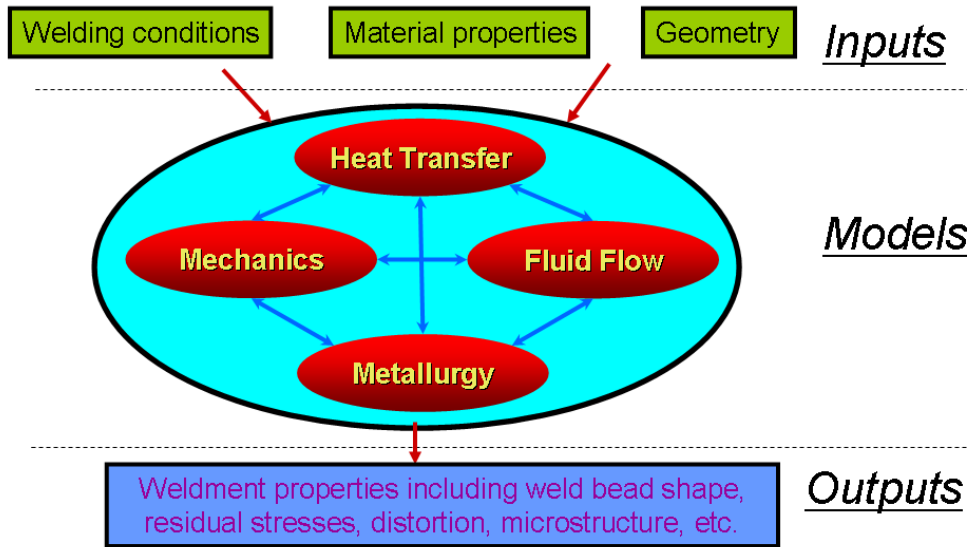 Welding conditions
Material properties
Geometry
Inputs
Heat Transfer
Mechanics
Fluid Flow
Models
Metallurgy
Weldment properties including weld bead shape,
residual stresses, distortion, microstructure, etc.
Outputs